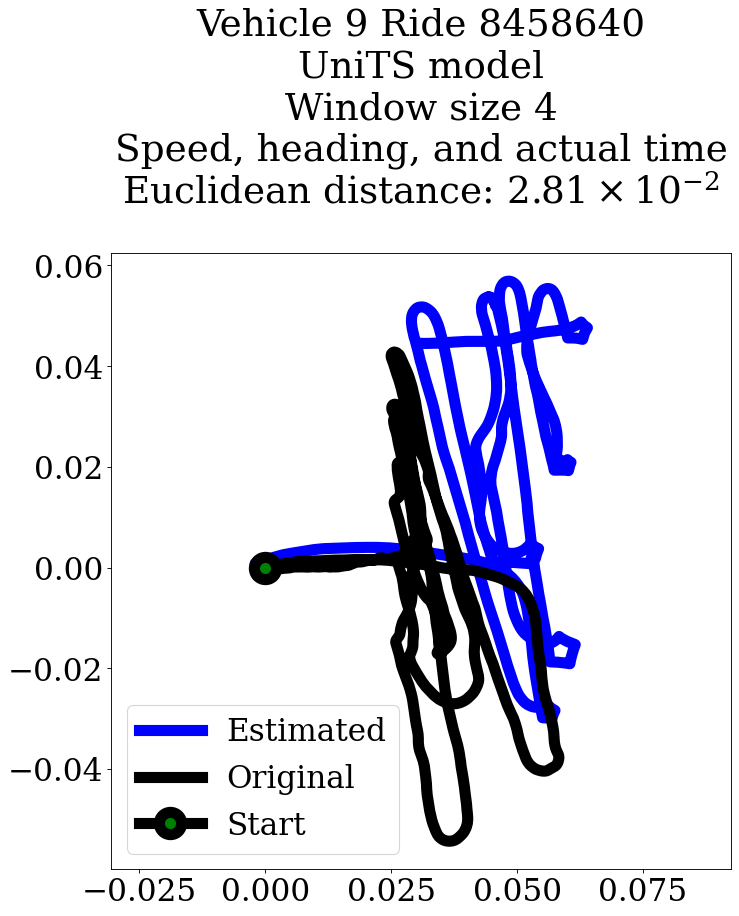 Vehicle 9 Ride 8458640
UniTS model
Window size 4
Speed, heading, and actual time
Euclidean distance: 2.81 × 10⁻²
0.06
0.04
0.02
0.00
−0.02
−0.04
Estimated
Original
Start
−0.025 0.000 0.025 0.050 0.075